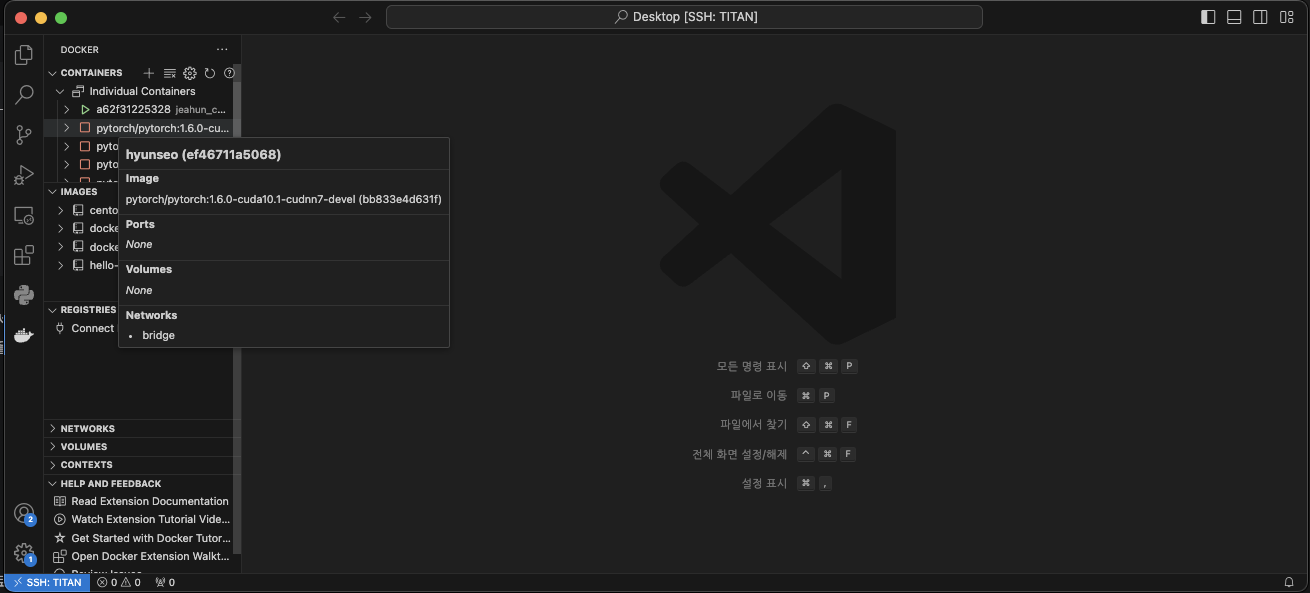 Desktop [SSH: TITAN]
DOCKER
CONTAINERS
Individual Containers
a62f31225328 jeahun_c...
pytorch/pytorch:1.6.0-cu...
pyto
pyto
hyunseo (ef46711a5068)
Image
pytorch/pytorch:1.6.0-cuda10.1-cudnn7-devel (bb833e4d631f)
Ports
None
Volumes
None
Networks
• bridge
IMAGES
cento
docke
docke
hello-
REGISTRIES
Connect
NETWORKS
VOLUMES
CONTEXTS
HELP AND FEEDBACK
Read Extension Documentation
Watch Extension Tutorial Vide...
Get Started with Docker Tutor...
Open Docker Extension Walkt...
Review Issues
모든 명령 표시 ⇧ ⌘ P
파일로 이동 ⌘ P
파일에서 찾기 ⇧ ⌘ F
전체 화면 설정/해제 ^ ⌘ F
설정 표시 ⌘ ,
2
1
SSH: TITAN 0 0 0